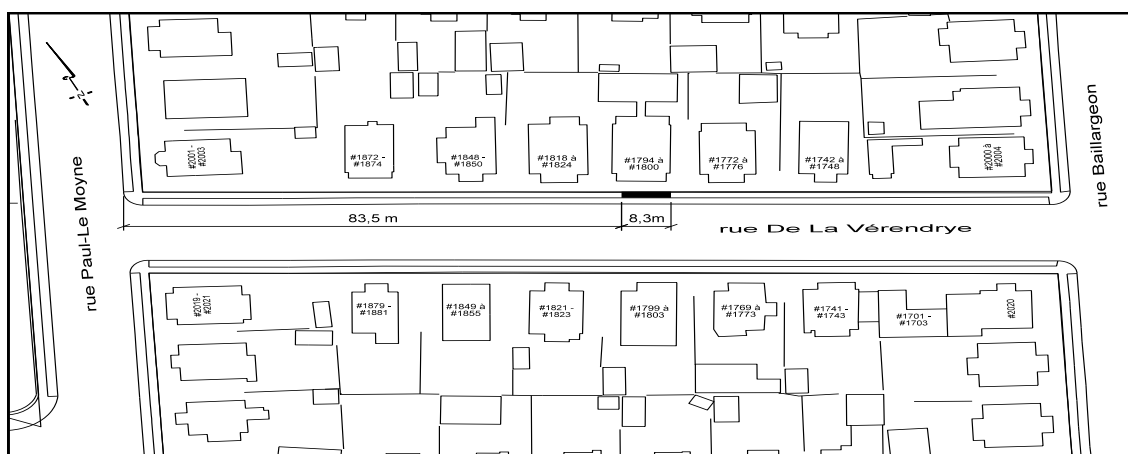 #2001 -
#2003
#1872 -
#1874
#1848 -
#1850
#1818 à
#1824
#1794 à
#1800
#1772 à
#1776
#1742 à
#1748
#2000 à
#2004
rue Paul-Le Moyne
rue Baillargeon
83,5 m
8,3m
rue De La Vérendrye
#2019 -
#2021
#1879 -
#1881
#1849 à
#1855
#1821 -
#1823
#1799 à
#1803
#1769 à
#1773
#1741 -
#1743
#1701 -
#1703
#2020